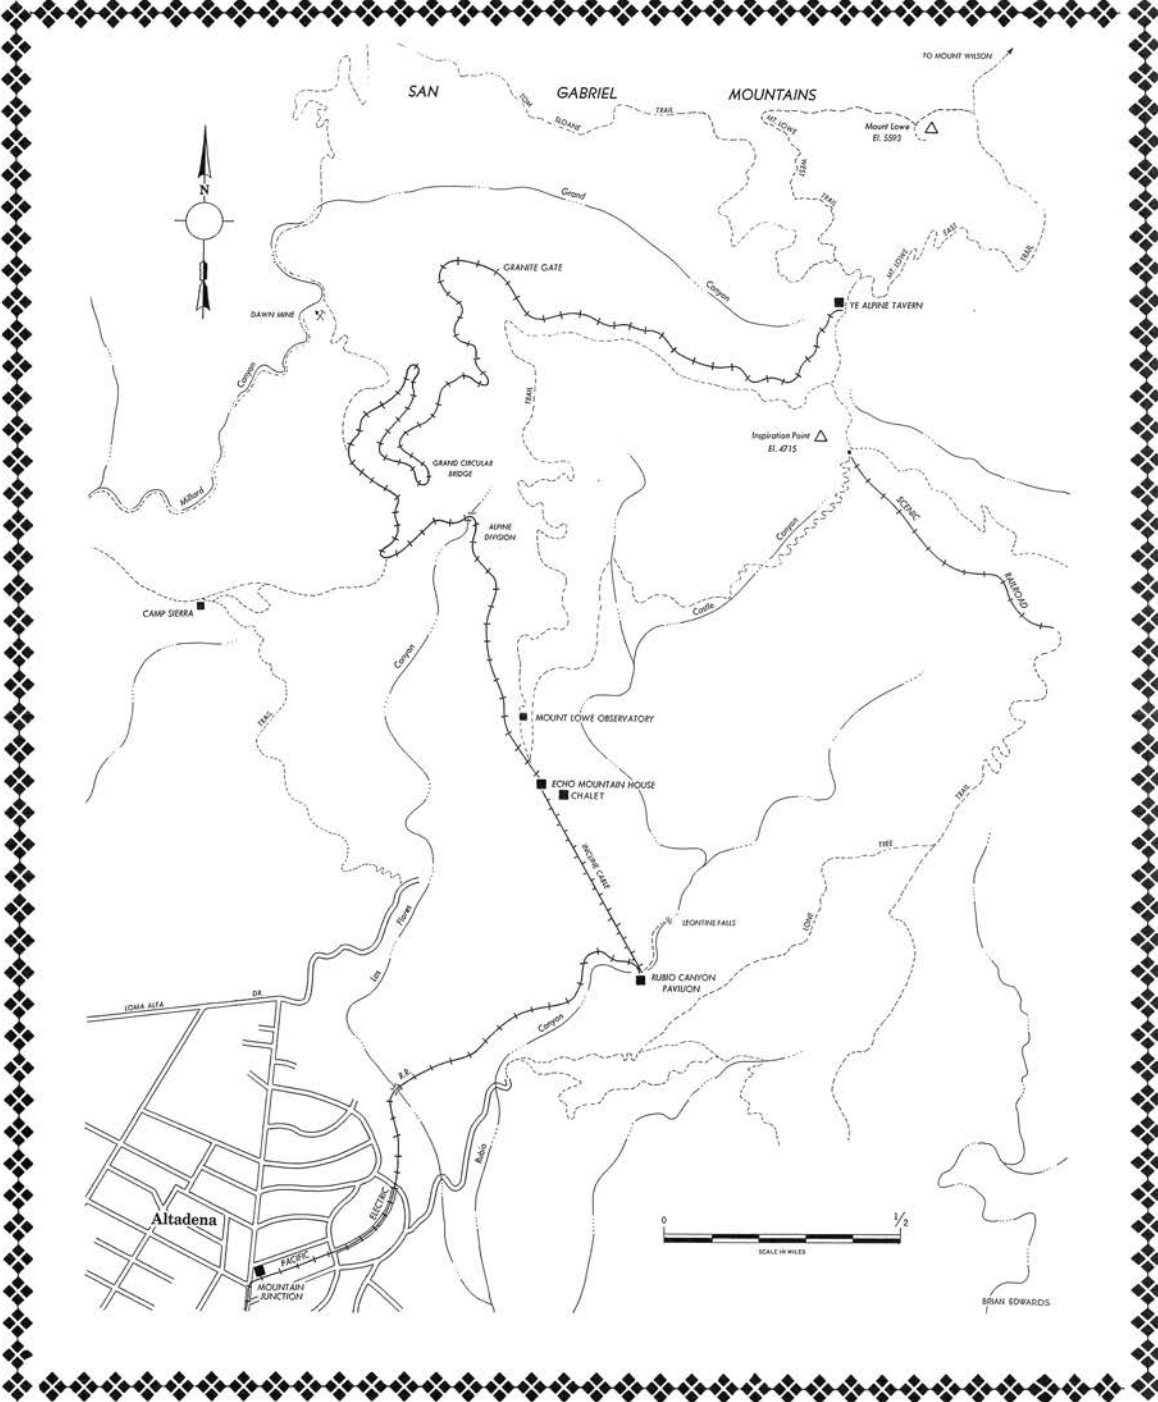 TO MOUNT WILSON
SAN GABRIEL MOUNTAINS
TOM
SLOANE
TRAIL
MT. LOWE
WEST
TRAIL
Mount Lowe
El. 5593
N
Grand
Canyon
MT. LOWE
EAST
TRAIL
GRANITE GATE
YE ALPINE TAVERN
DAWN MINE
Canyon
Millard
TRAIL
Inspiration Point
El. 4715
GRAND CIRCULAR
BRIDGE
ALPINE
DIVISION
SCENIC
RAILROAD
Canyon
Castle
CAMP SIERRA
Canyon
TRAIL
MOUNT LOWE OBSERVATORY
ECHO MOUNTAIN HOUSE
CHALET
INCLINE CABLE
TRAIL
TREE
LONE
Flores
Las
LEONTINE FALLS
RUBIO CANYON
PAVILION
LOMA ALTA
DR.
Canyon
R.R.
Rubio
ELECTRIC
PACIFIC
Altadena
MOUNTAIN
JUNCTION
0 1/2
SCALE IN MILES
BRIAN EDWARDS